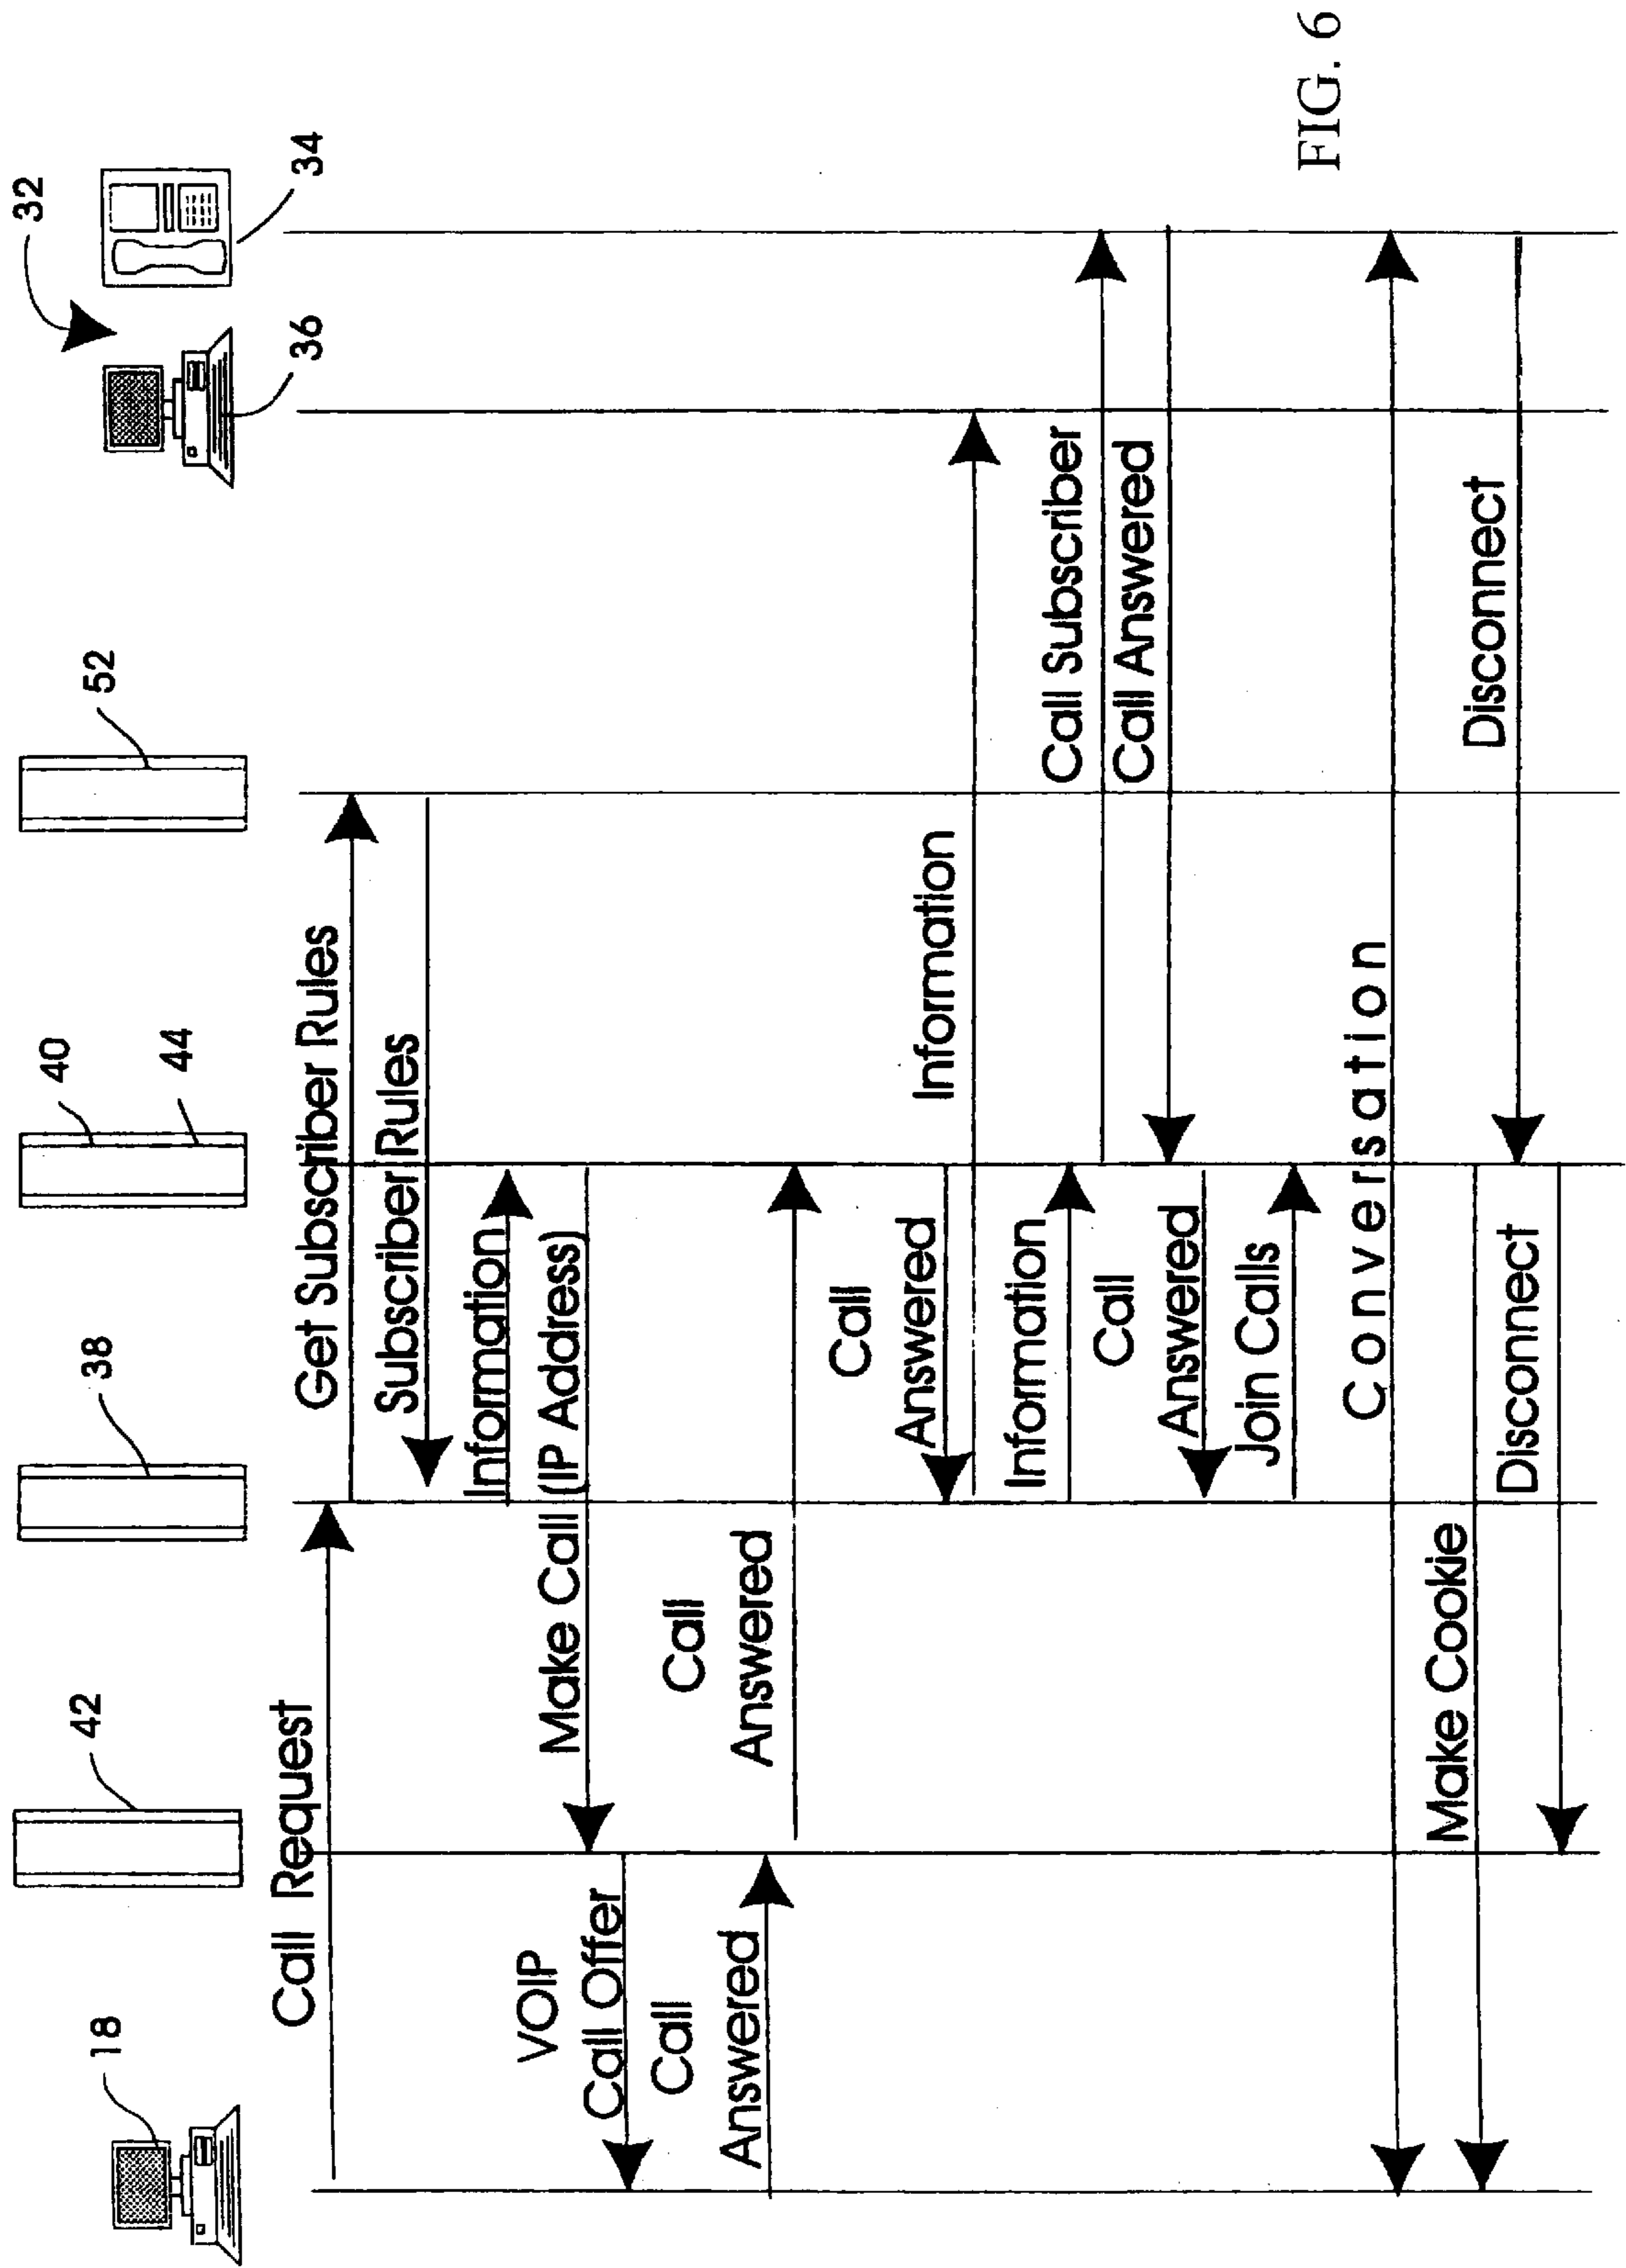 18
42
38
40
44
52
32
36
34
Call Request
Get Subscriber Rules
Subscriber Rules
Information
Make Call (IP Address)
VOIP
Call Offer
Call
Answered
Call
Answered
Call
Answered
Information
Information
Call Subscriber
Call Answered
Call
Answered
Join Calls
Conversation
Make Cookie
Disconnect
Disconnect
FIG. 6